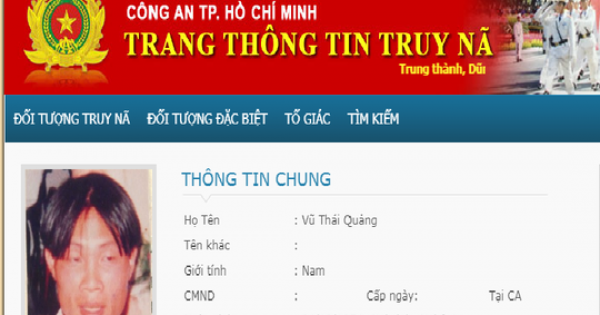 CÔNG AN TP. HỒ CHÍ MINH
TRANG THÔNG TIN TRUY NÃ
Trung thành, Dũ
ĐỐI TƯỢNG TRUY NÃ ĐỐI TƯỢNG ĐẶC BIỆT TỐ GIÁC TÌM KIẾM
THÔNG TIN CHUNG
Họ Tên : Vũ Thái Quảng
Tên khác :
Giới tính : Nam
CMND : Cấp ngày: Tại CA